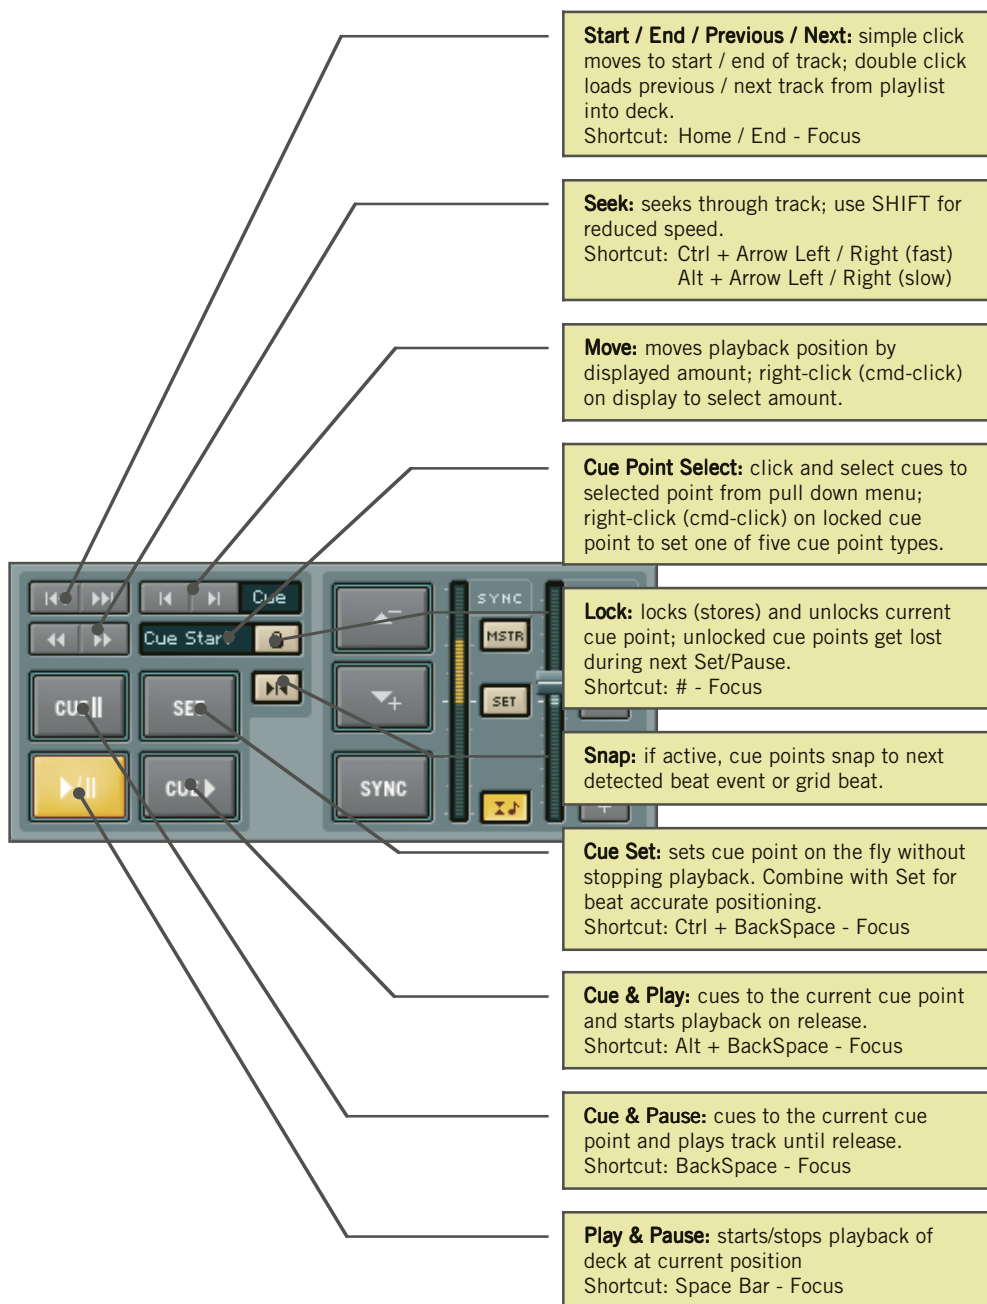 Start / End / Previous / Next: simple click
moves to start / end of track; double click
loads previous / next track from playlist
into deck.
Shortcut: Home / End - Focus
Seek: seeks through track; use SHIFT for
reduced speed.
Shortcut: Ctrl + Arrow Left / Right (fast)
Alt + Arrow Left / Right (slow)
Move: moves playback position by
displayed amount; right-click (cmd-click)
on display to select amount.
Cue Point Select: click and select cues to
selected point from pull down menu;
right-click (cmd-click) on locked cue
point to set one of five cue point types.
Lock: locks (stores) and unlocks current
cue point; unlocked cue points get lost
during next Set/Pause.
Shortcut: # - Focus
Snap: if active, cue points snap to next
detected beat event or grid beat.
Cue Set: sets cue point on the fly without
stopping playback. Combine with Set for
beat accurate positioning.
Shortcut: Ctrl + BackSpace - Focus
Cue & Play: cues to the current cue point
and starts playback on release.
Shortcut: Alt + BackSpace - Focus
Cue & Pause: cues to the current cue
point and plays track until release.
Shortcut: BackSpace - Focus
Play & Pause: starts/stops playback of
deck at current position
Shortcut: Space Bar - Focus
Cue
Cue Start
CUE
SET
CUE
SYNC
SYNC
MSTR
SET